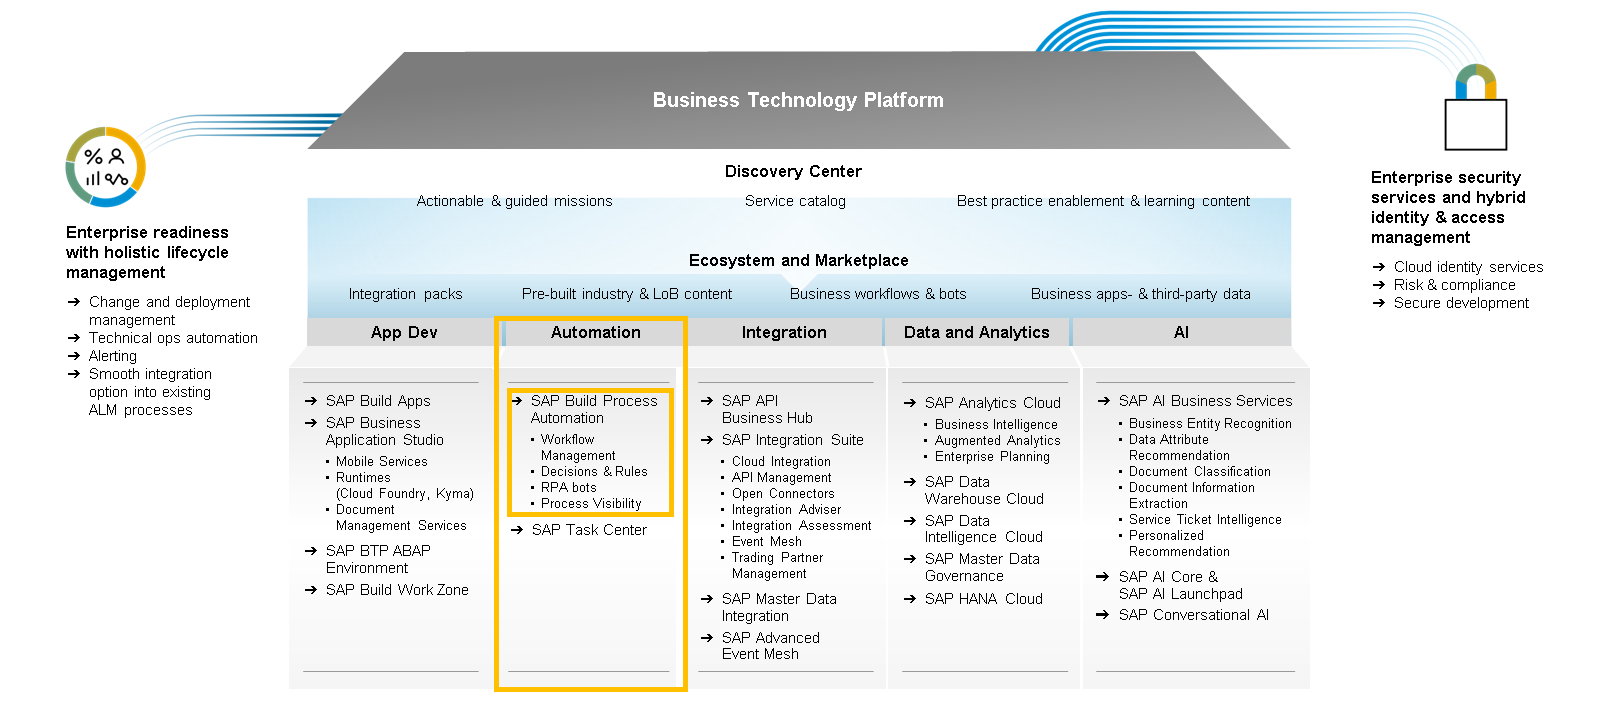 Business Technology Platform
Discovery Center
Actionable & guided missions
Service catalog
Best practice enablement & learning content
Ecosystem and Marketplace
Integration packs
Pre-built industry & LoB content
Business workflows & bots
Business apps- & third-party data
%
Enterprise readiness
with holistic lifecycle
management
➔ Change and deployment
management
➔ Technical ops automation
➔ Alerting
➔ Smooth integration
option into existing
ALM processes
Enterprise security
services and hybrid
identity & access
management
➔ Cloud identity services
➔ Risk & compliance
➔ Secure development
App Dev
➔ SAP Build Apps
➔ SAP Business
Application Studio
• Mobile Services
• Runtimes
(Cloud Foundry, Kyma)
• Document
Management Services
➔ SAP BTP ABAP
Environment
➔ SAP Build Work Zone
Automation
➔ SAP Build Process
Automation
• Workflow
Management
• Decisions & Rules
• RPA bots
• Process Visibility
➔ SAP Task Center
Integration
➔ SAP API
Business Hub
➔ SAP Integration Suite
• Cloud Integration
• API Management
• Open Connectors
• Integration Adviser
• Integration Assessment
• Event Mesh
• Trading Partner
Management
➔ SAP Master Data
Integration
➔ SAP Advanced
Event Mesh
Data and Analytics
➔ SAP Analytics Cloud
• Business Intelligence
• Augmented Analytics
• Enterprise Planning
➔ SAP Data
Warehouse Cloud
➔ SAP Data
Intelligence Cloud
➔ SAP Master Data
Governance
➔ SAP HANA Cloud
AI
➔ SAP AI Business Services
• Business Entity Recognition
• Data Attribute
Recommendation
• Document Classification
• Document Information
Extraction
• Service Ticket Intelligence
• Personalized
Recommendation
➔ SAP AI Core &
SAP AI Launchpad
➔ SAP Conversational AI